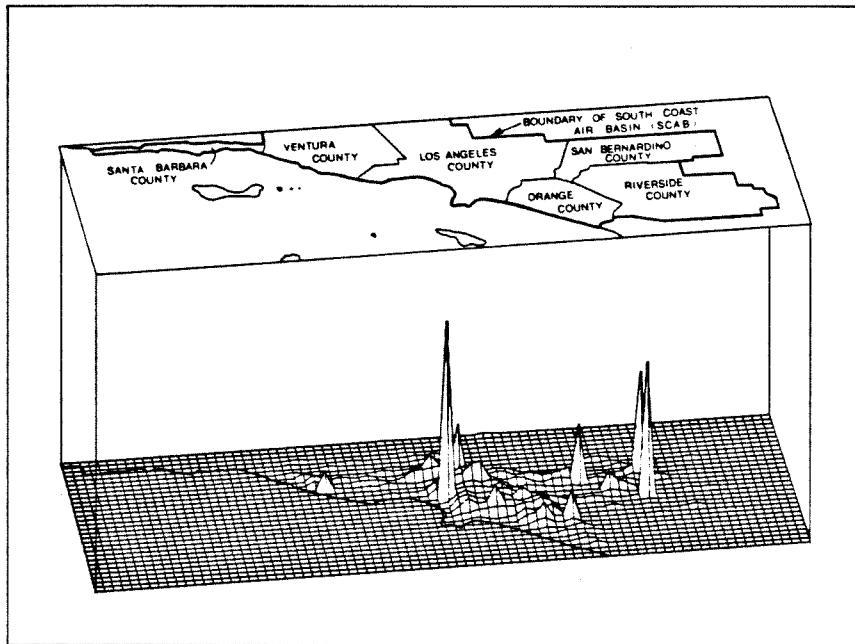 BOUNDARY OF SOUTH COAST
AIR BASIN (SCAB)
VENTURA
COUNTY
LOS ANGELES
COUNTY
SAN BERNARDINO
COUNTY
SANTA BARBARA
COUNTY
ORANGE
COUNTY
RIVERSIDE
COUNTY